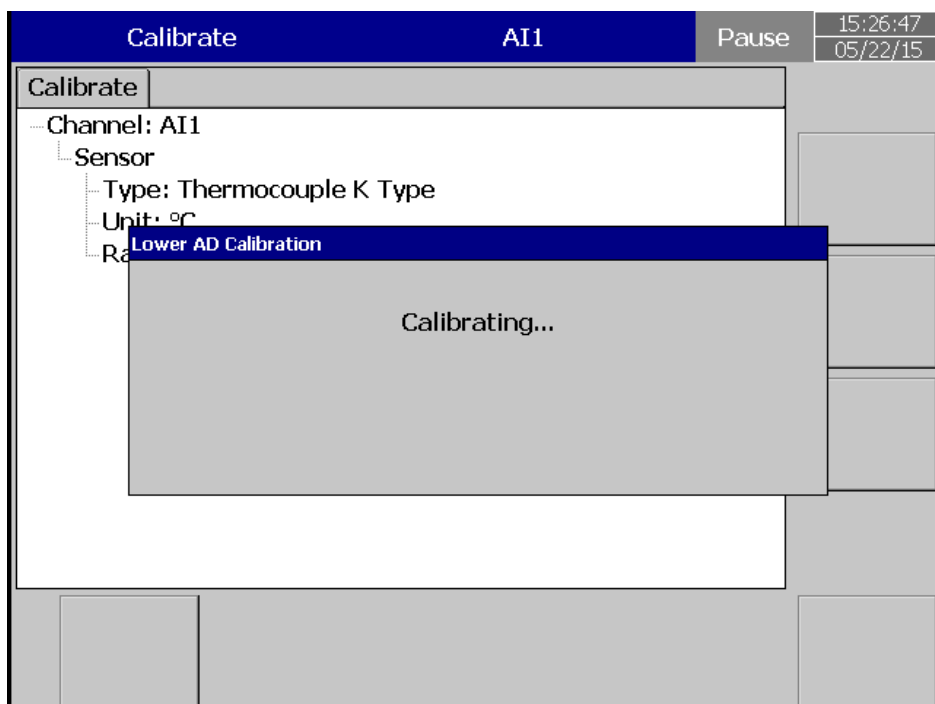 Calibrate AI1 Pause 15:26:47
05/22/15
Calibrate
Channel: AI1
Sensor
Type: Thermocouple K Type
Unit: ºC
Lower AD Calibration
Calibrating...